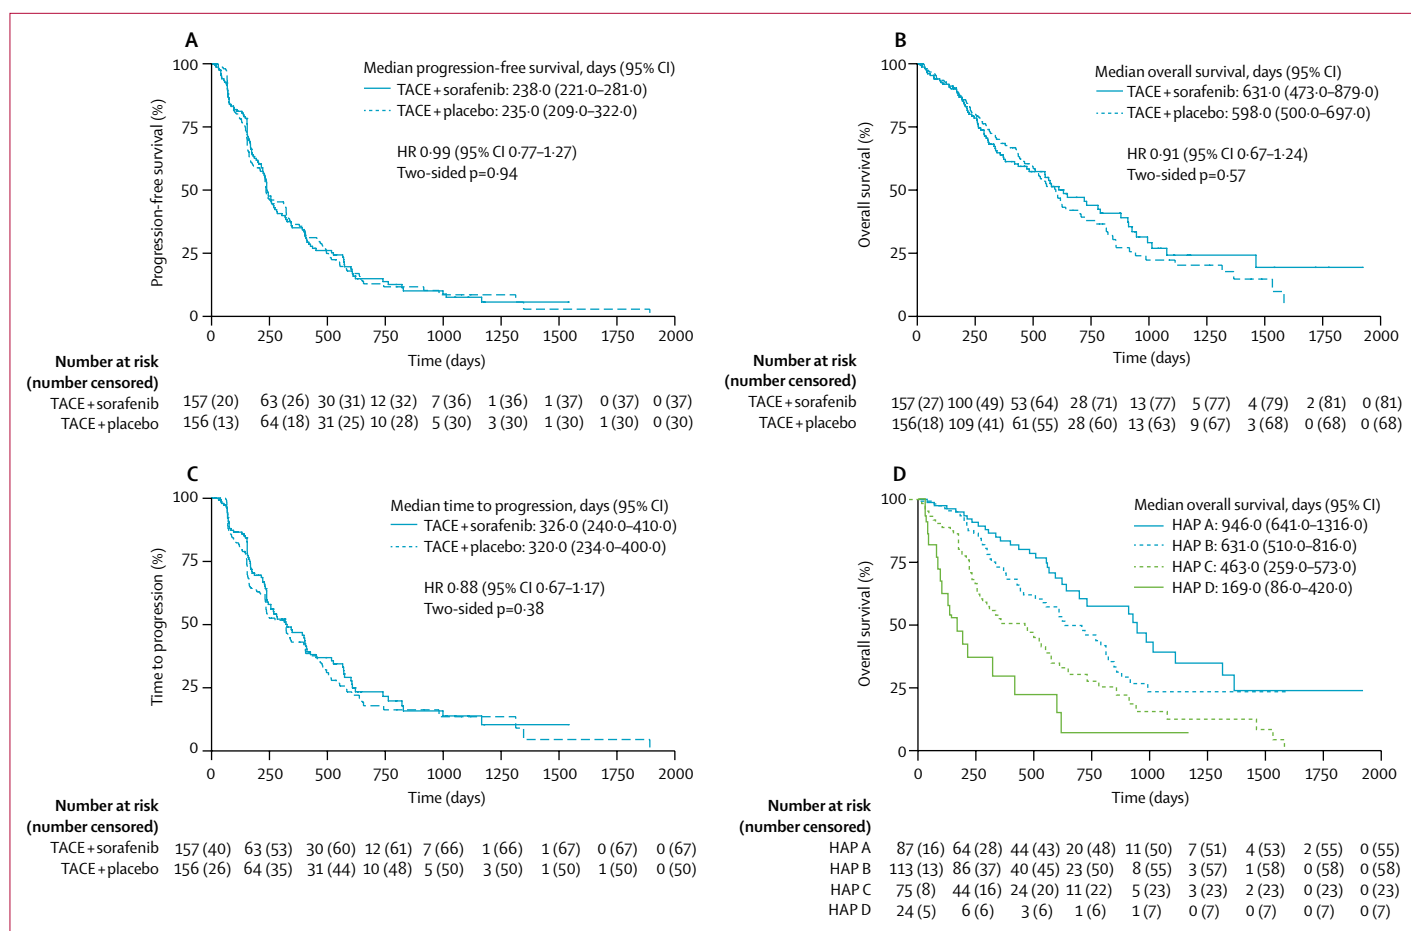 A
Median progression-free survival, days (95% CI)
TACE+sorafenib: 238·0 (221·0–281·0)
TACE+placebo: 235·0 (209·0–322·0)
HR 0·99 (95% CI 0·77–1·27)
Two-sided p=0·94
Progression-free survival (%)
100
75
50
25
0
0 250 500 750 1000 1250 1500 1750 2000
Time (days)
Number at risk
(number censored)
TACE+sorafenib 157 (20) 63 (26) 30 (31) 12 (32) 7 (36) 1 (36) 1 (37) 0 (37) 0 (37)
TACE+placebo 156 (13) 64 (18) 31 (25) 10 (28) 5 (30) 3 (30) 1 (30) 1 (30) 0 (30)
B
Median overall survival, days (95% CI)
TACE+sorafenib: 631·0 (473·0–879·0)
TACE+placebo: 598·0 (500·0–697·0)
HR 0·91 (95% CI 0·67–1·24)
Two-sided p=0·57
Overall survival (%)
100
75
50
25
0
0 250 500 750 1000 1250 1500 1750 2000
Time (days)
Number at risk
(number censored)
TACE+sorafenib 157 (27) 100 (49) 53 (64) 28 (71) 13 (77) 5 (77) 4 (79) 2 (81) 0 (81)
TACE+placebo 156(18) 109 (41) 61 (55) 28 (60) 13 (63) 9 (67) 3 (68) 0 (68) 0 (68)
C
Median time to progression, days (95% CI)
TACE+sorafenib: 326·0 (240·0–410·0)
TACE+placebo: 320·0 (234·0–400·0)
HR 0·88 (95% CI 0·67–1·17)
Two-sided p=0·38
Time to progression (%)
100
75
50
25
0
0 250 500 750 1000 1250 1500 1750 2000
Time (days)
Number at risk
(number censored)
TACE+sorafenib 157 (40) 63 (53) 30 (60) 12 (61) 7 (66) 1 (66) 1 (67) 0 (67) 0 (67)
TACE+placebo 156 (26) 64 (35) 31 (44) 10 (48) 5 (50) 3 (50) 1 (50) 1 (50) 0 (50)
D
Median overall survival, days (95% CI)
HAP A: 946·0 (641·0–1316·0)
HAP B: 631·0 (510·0–816·0)
HAP C: 463·0 (259·0–573·0)
HAP D: 169·0 (86·0–420·0)
Overall survival (%)
100
75
50
25
0
0 250 500 750 1000 1250 1500 1750 2000
Time (days)
Number at risk
(number censored)
HAP A 87 (16) 64 (28) 44 (43) 20 (48) 11 (50) 7 (51) 4 (53) 2 (55) 0 (55)
HAP B 113 (13) 86 (37) 40 (45) 23 (50) 8 (55) 3 (57) 1 (58) 0 (58) 0 (58)
HAP C 75 (8) 44 (16) 24 (20) 11 (22) 5 (23) 3 (23) 2 (23) 0 (23) 0 (23)
HAP D 24 (5) 6 (6) 3 (6) 1 (6) 1 (7) 0 (7) 0 (7) 0 (7) 0 (7)